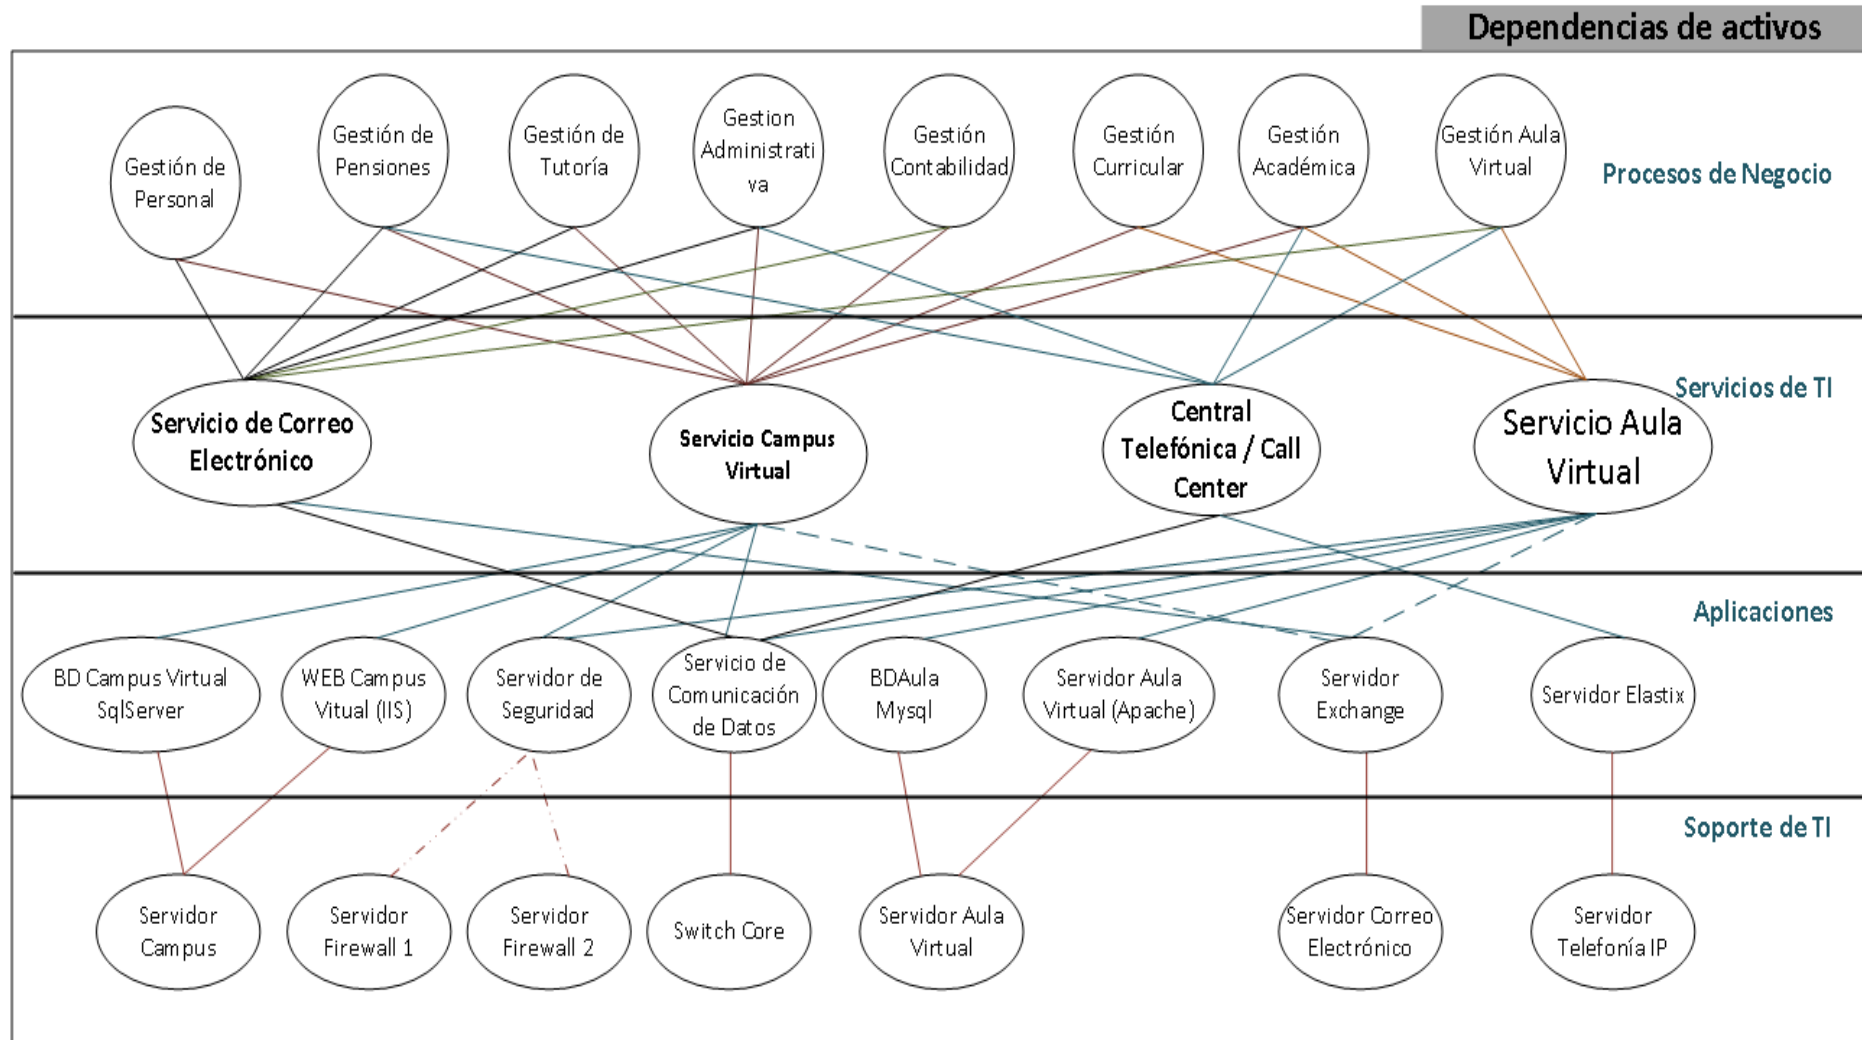 Dependencias de activos
Gestión de
Personal
Gestión de
Pensiones
Gestión de
Tutoría
Gestion
Administrati
va
Gestión
Contabilidad
Gestión
Curricular
Gestión
Académica
Gestión Aula
Virtual
Procesos de Negocio
Servicios de TI
Servicio de Correo
Electrónico
Servicio Campus
Virtual
Central
Telefónica / Call
Center
Servicio Aula
Virtual
Aplicaciones
BD Campus Virtual
SqlServer
WEB Campus
Vitual (IIS)
Servidor de
Seguridad
Servicio de
Comunicación
de Datos
BDAula
Mysql
Servidor Aula
Virtual (Apache)
Servidor
Exchange
Servidor Elastix
Soporte de TI
Servidor
Campus
Servidor
Firewall 1
Servidor
Firewall 2
Switch Core
Servidor Aula
Virtual
Servidor Correo
Electrónico
Servidor
Telefonía IP